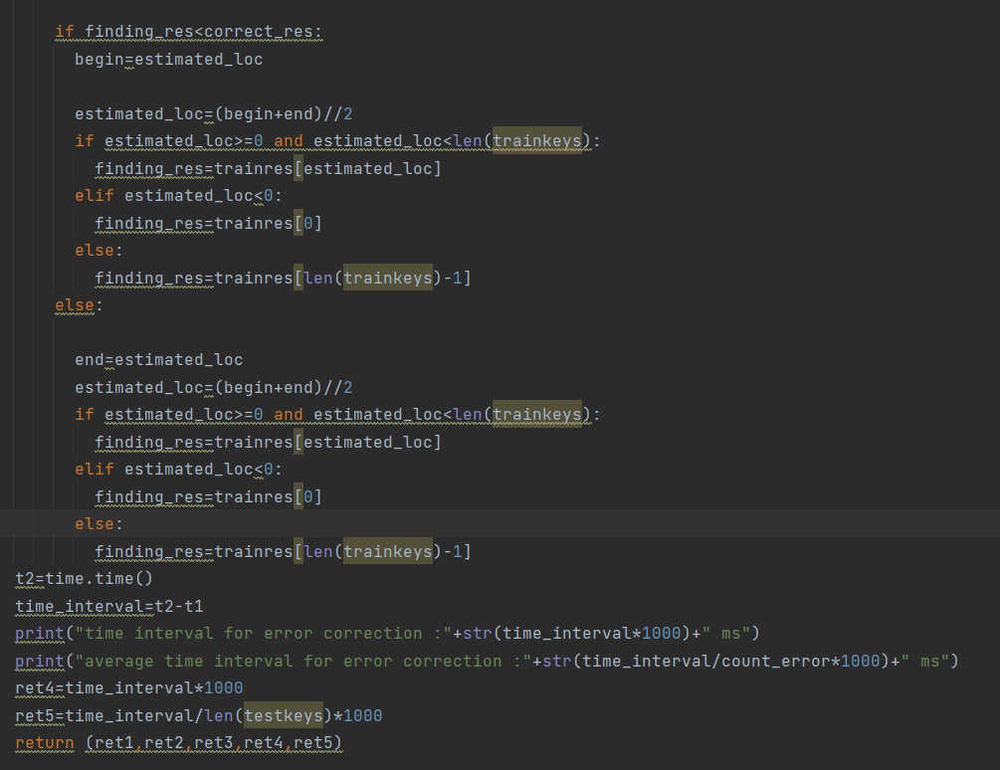 if finding_res<correct_res:
begin=estimated_loc
estimated_loc=(begin+end)//2
if estimated_loc>=0 and estimated_loc<len(trainkeys):
finding_res=trainres[estimated_loc]
elif estimated_loc<0:
finding_res=trainres[0]
else:
finding_res=trainres[len(trainkeys)-1]
else:
end=estimated_loc
estimated_loc=(begin+end)//2
if estimated_loc>=0 and estimated_loc<len(trainkeys):
finding_res=trainres[estimated_loc]
elif estimated_loc<0:
finding_res=trainres[0]
else:
finding_res=trainres[len(trainkeys)-1]
t2=time.time()
time_interval=t2-t1
print("time interval for error correction :"+str(time_interval*1000)+" ms")
print("average time interval for error correction :"+str(time_interval/count_error*1000)+" ms")
ret4=time_interval*1000
ret5=time_interval/len(testkeys)*1000
return (ret1,ret2,ret3,ret4,ret5)